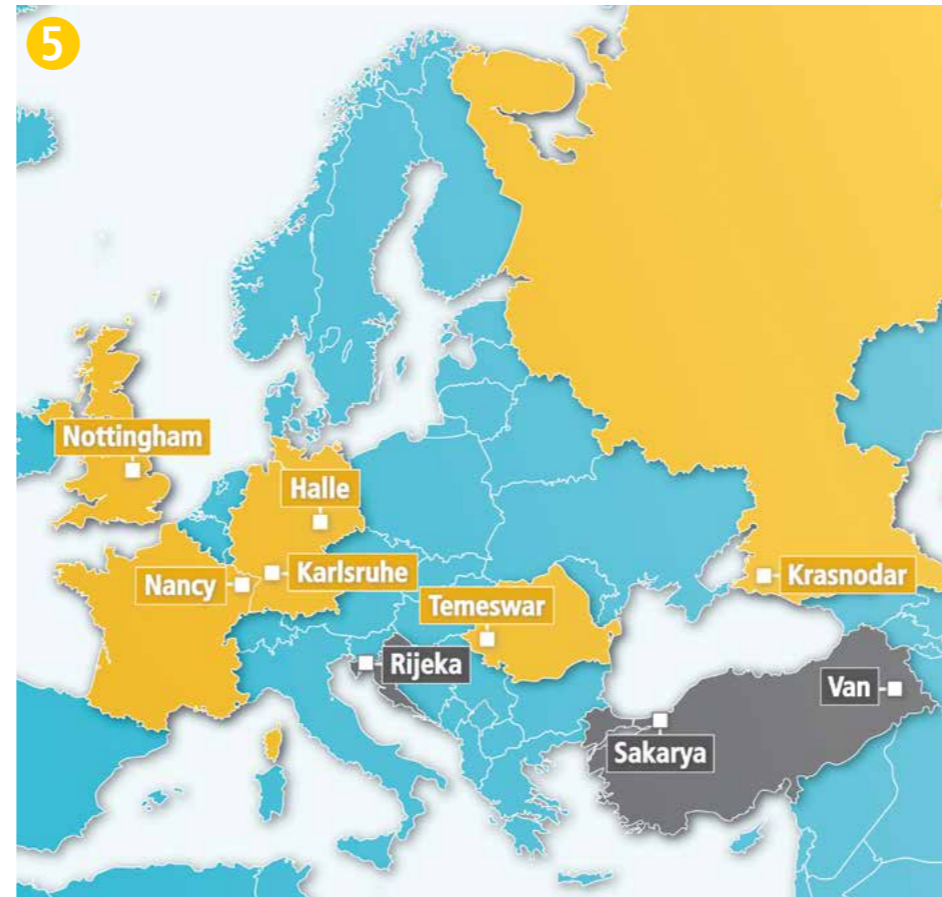 5
Nottingham
Halle
Nancy
Karlsruhe
Temeswar
Krasnodar
Rijeka
Van
Sakarya